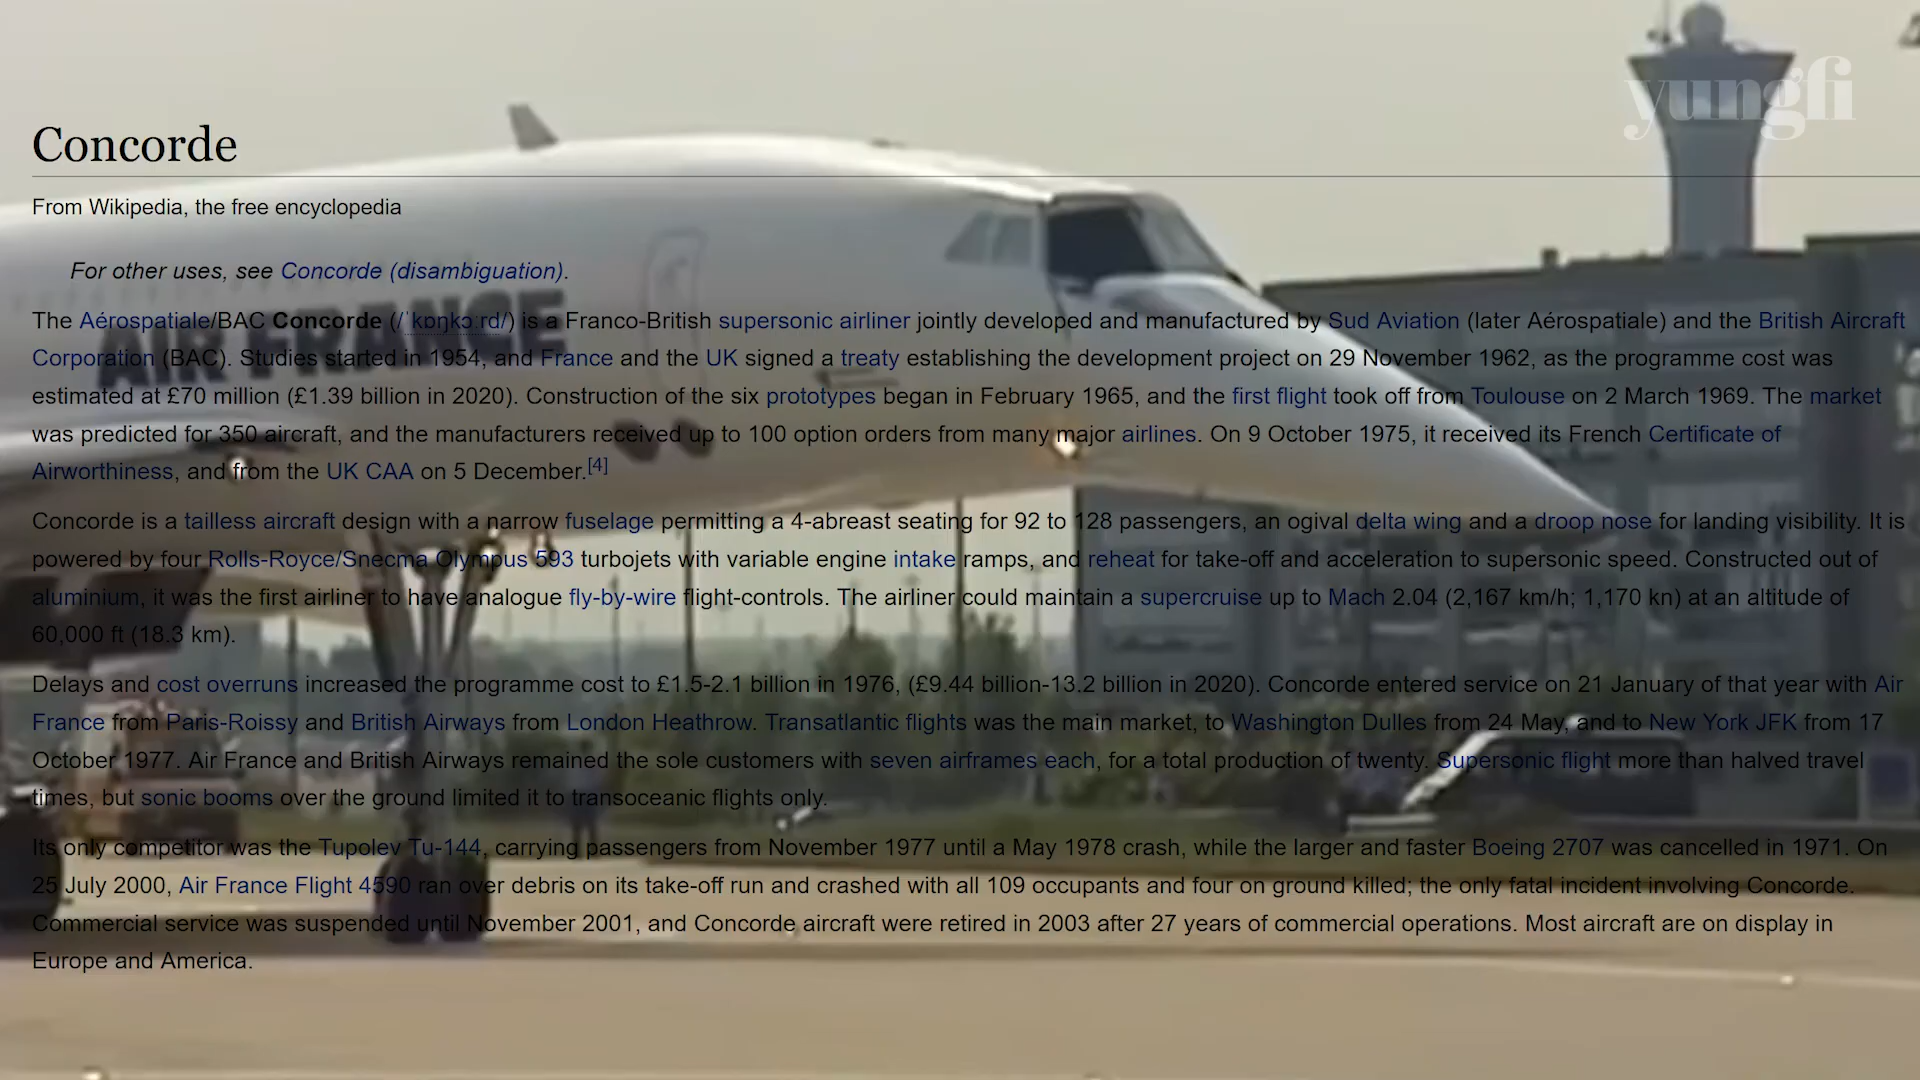 yungfi
Concorde
From Wikipedia, the free encyclopedia
For other uses, see Concorde (disambiguation).
AIR FRANCE
The Aérospatiale/BAC Concorde (/ˈkɒŋkɔːrd/) is a Franco-British supersonic airliner jointly developed and manufactured by Sud Aviation (later Aérospatiale) and the British Aircraft
Corporation (BAC). Studies started in 1954, and France and the UK signed a treaty establishing the development project on 29 November 1962, as the programme cost was
estimated at £70 million (£1.39 billion in 2020). Construction of the six prototypes began in February 1965, and the first flight took off from Toulouse on 2 March 1969. The market
was predicted for 350 aircraft, and the manufacturers received up to 100 option orders from many major airlines. On 9 October 1975, it received its French Certificate of
Airworthiness, and from the UK CAA on 5 December.[4]
Concorde is a tailless aircraft design with a narrow fuselage permitting a 4-abreast seating for 92 to 128 passengers, an ogival delta wing and a droop nose for landing visibility. It is
powered by four Rolls-Royce/Snecma Olympus 593 turbojets with variable engine intake ramps, and reheat for take-off and acceleration to supersonic speed. Constructed out of
aluminium, it was the first airliner to have analogue fly-by-wire flight-controls. The airliner could maintain a supercruise up to Mach 2.04 (2,167 km/h; 1,170 kn) at an altitude of
60,000 ft (18.3 km).
Delays and cost overruns increased the programme cost to £1.5-2.1 billion in 1976, (£9.44 billion-13.2 billion in 2020). Concorde entered service on 21 January of that year with Air
France from Paris-Roissy and British Airways from London Heathrow. Transatlantic flights was the main market, to Washington Dulles from 24 May, and to New York JFK from 17
October 1977. Air France and British Airways remained the sole customers with seven airframes each, for a total production of twenty. Supersonic flight more than halved travel
times, but sonic booms over the ground limited it to transoceanic flights only.
Its only competitor was the Tupolev Tu-144, carrying passengers from November 1977 until a May 1978 crash, while the larger and faster Boeing 2707 was cancelled in 1971. On
25 July 2000, Air France Flight 4590 ran over debris on its take-off run and crashed with all 109 occupants and four on ground killed; the only fatal incident involving Concorde.
Commercial service was suspended until November 2001, and Concorde aircraft were retired in 2003 after 27 years of commercial operations. Most aircraft are on display in
Europe and America.